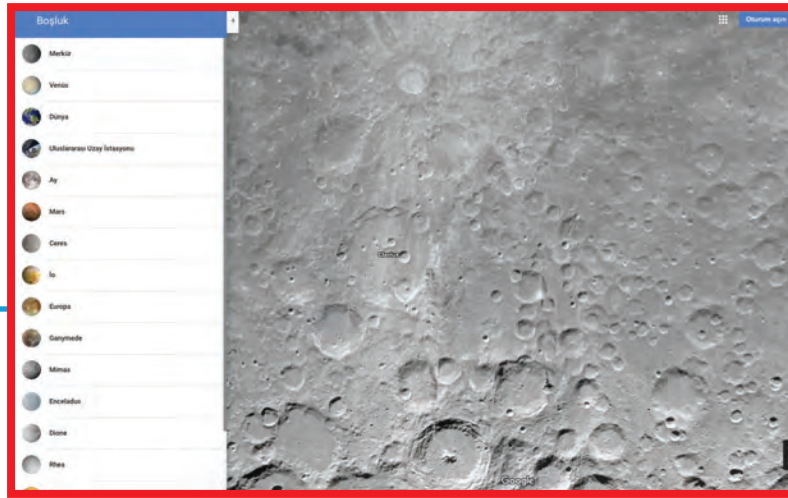 Boşluk
Oturum açın
Merkür
Venüs
Dünya
Uluslararası Uzay İstasyonu
Ay
Mars
Ceres
İo
Europa
Ganymede
Mimas
Enceladus
Dione
Rhea
Clavius
Google